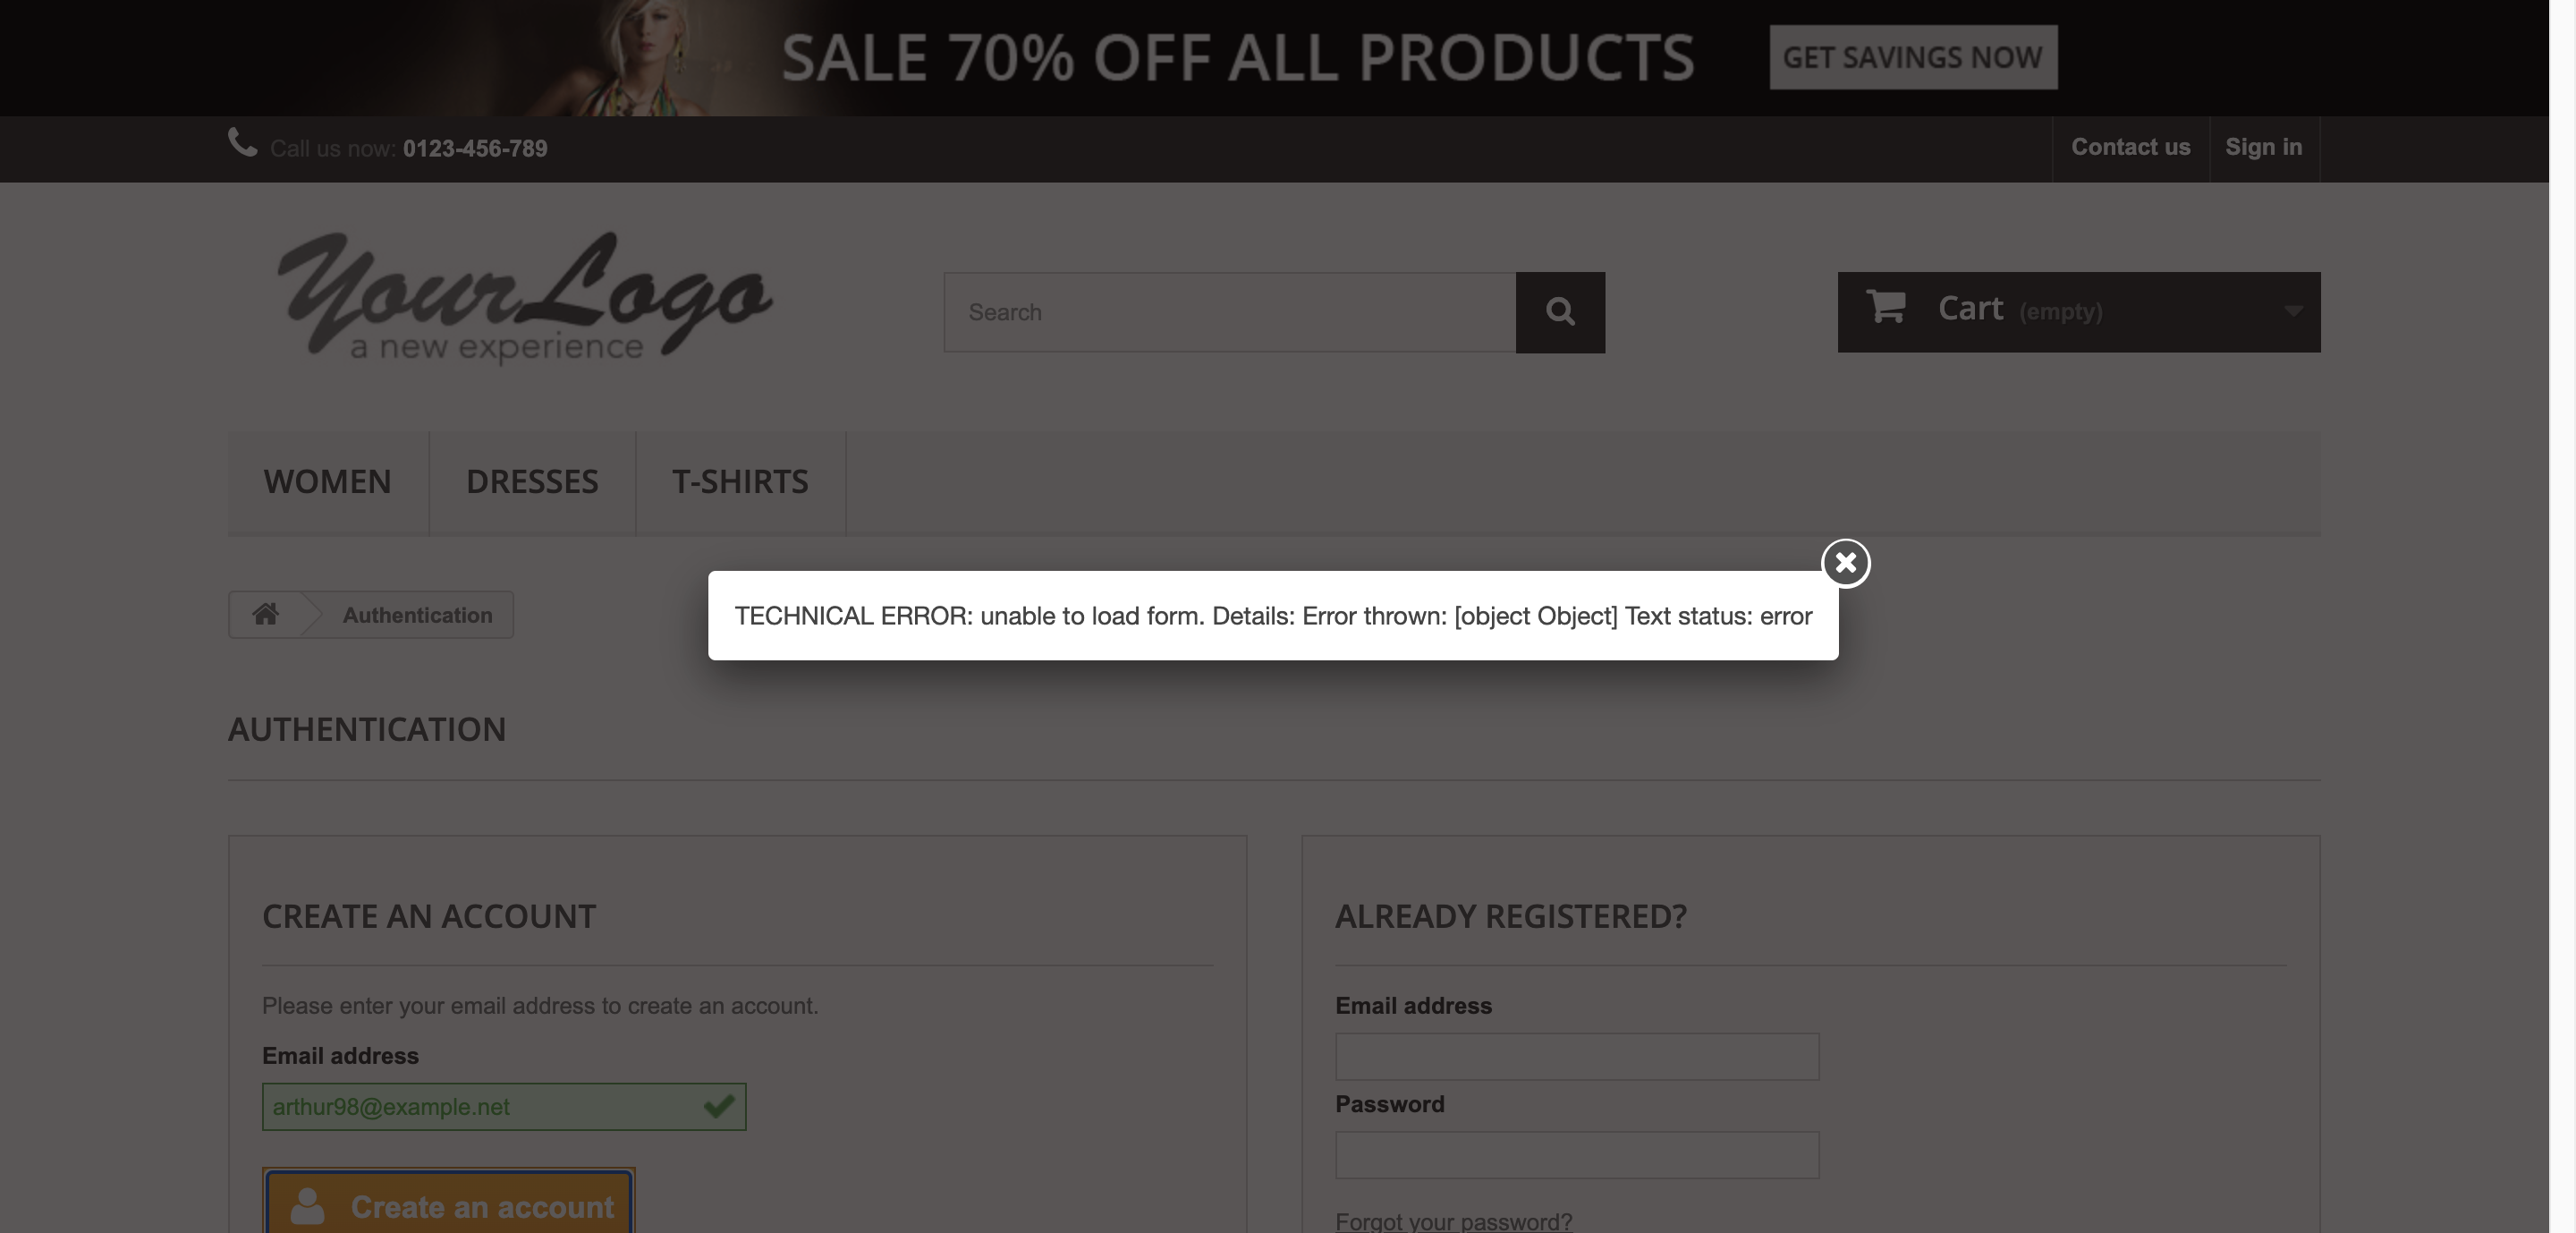 SALE 70% OFF ALL PRODUCTS
GET SAVINGS NOW
Call us now: 0123-456-789
Contact us
Sign in
YourLogo
a new experience
Search
Cart (empty)
WOMEN
DRESSES
T-SHIRTS
Authentication
TECHNICAL ERROR: unable to load form. Details: Error thrown: [object Object] Text status: error
AUTHENTICATION
CREATE AN ACCOUNT
Please enter your email address to create an account.
Email address
arthur98@example.net
Create an account
ALREADY REGISTERED?
Email address
Password
Forgot your password?